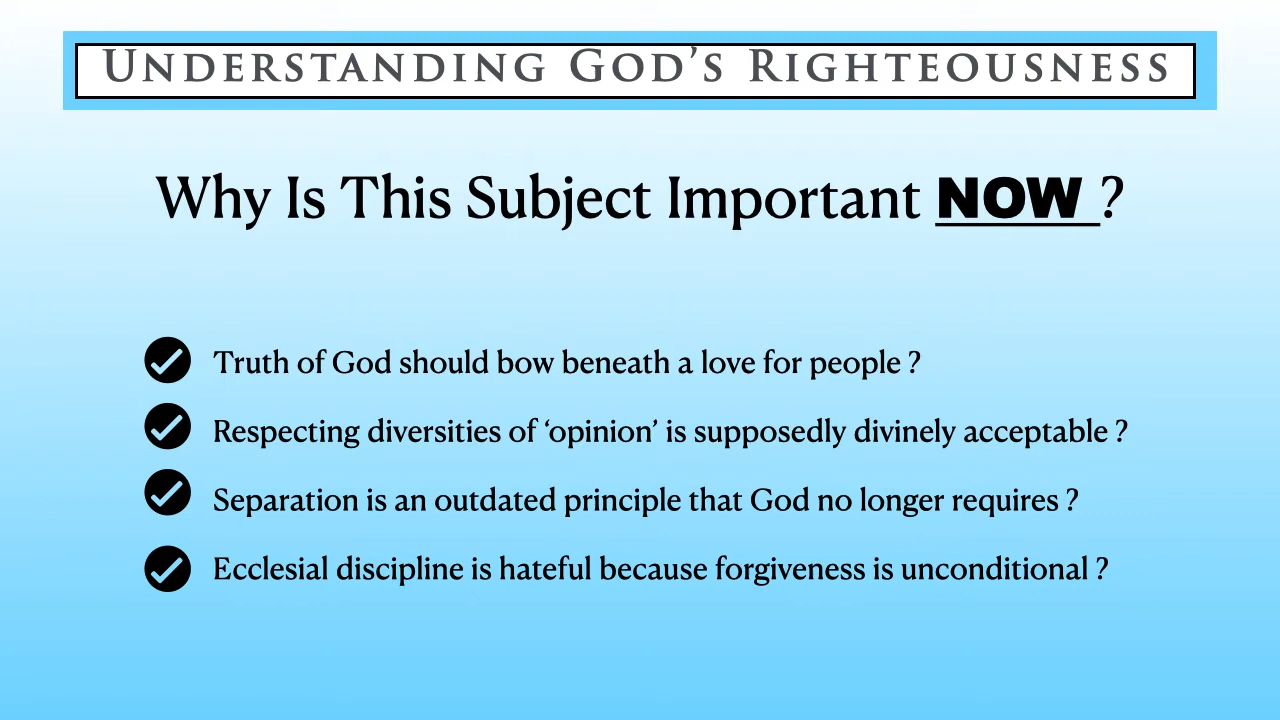 Understanding God’s Righteousness
Why Is This Subject Important NOW ?
Truth of God should bow beneath a love for people ?
Respecting diversities of ‘opinion’ is supposedly divinely acceptable ?
Separation is an outdated principle that God no longer requires ?
Ecclesial discipline is hateful because forgiveness is unconditional ?